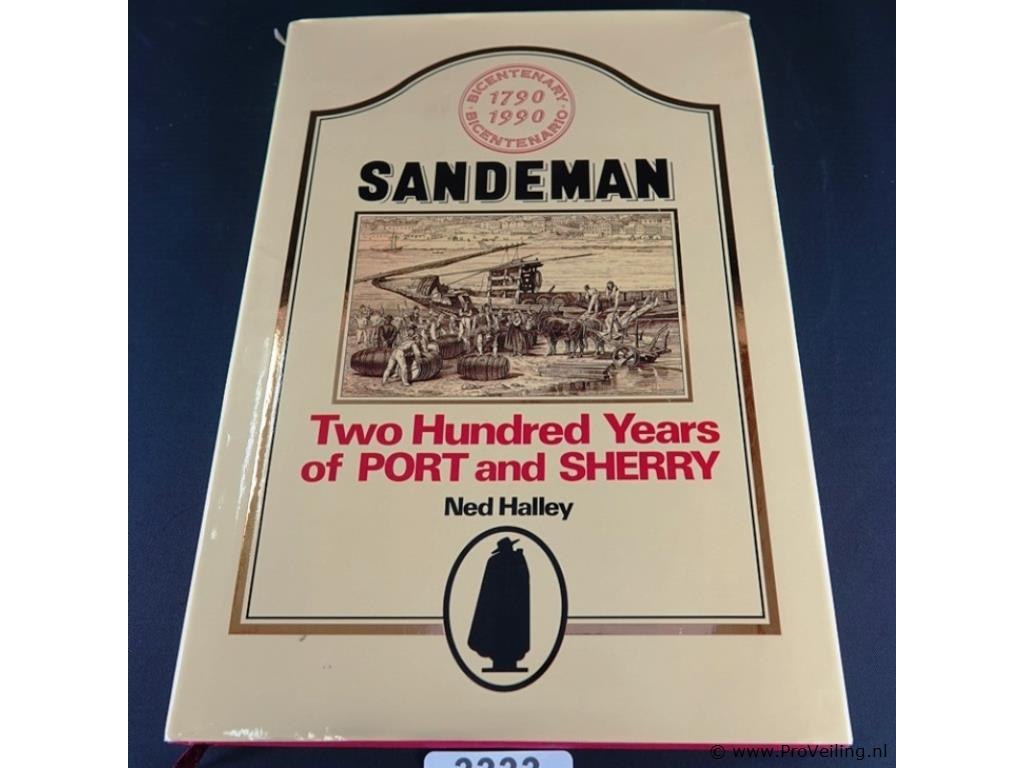 BICENTENARY
1790
1990
BICENTENARIO
SANDEMAN
Two Hundred Years
of PORT and SHERRY
Ned Halley
© www.ProVeiling.nl